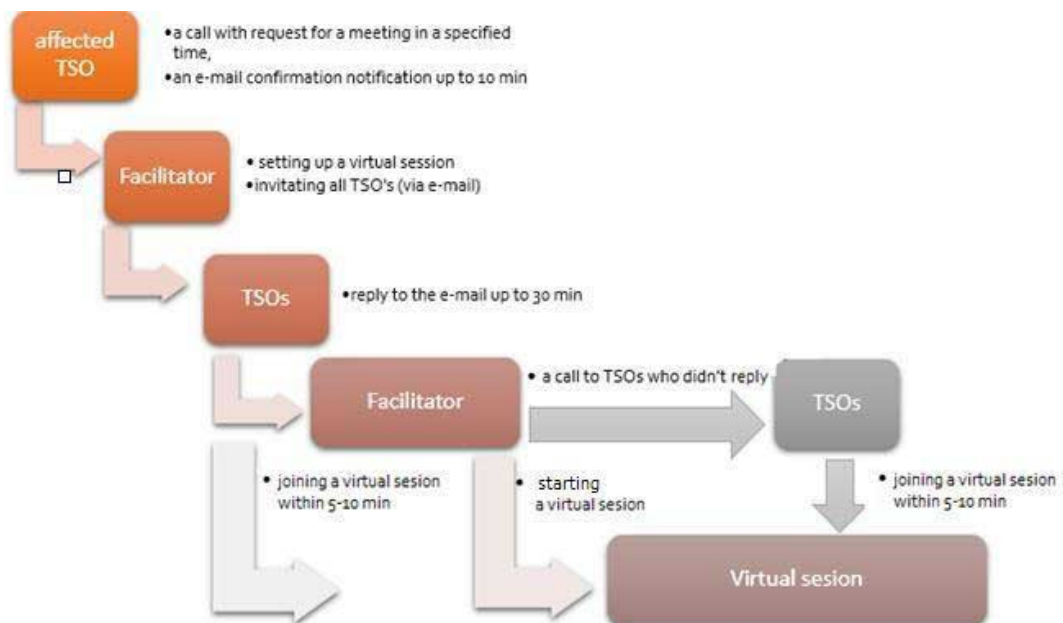 affected
TSO
•a call with request for a meeting in a specified
time,
•an e-mail confirmation notification up to 10 min
Facilitator
• setting up a virtual session
•invitating all TSO's (via e-mail)
TSOs
•reply to the e-mail up to 30 min
Facilitator
• a call to TSOs who didn't reply
TSOs
• joining a virtual sesion
within 5-10 min
• starting
a virtual sesion
• joining a virtual sesion
within 5-10 min
Virtual sesion